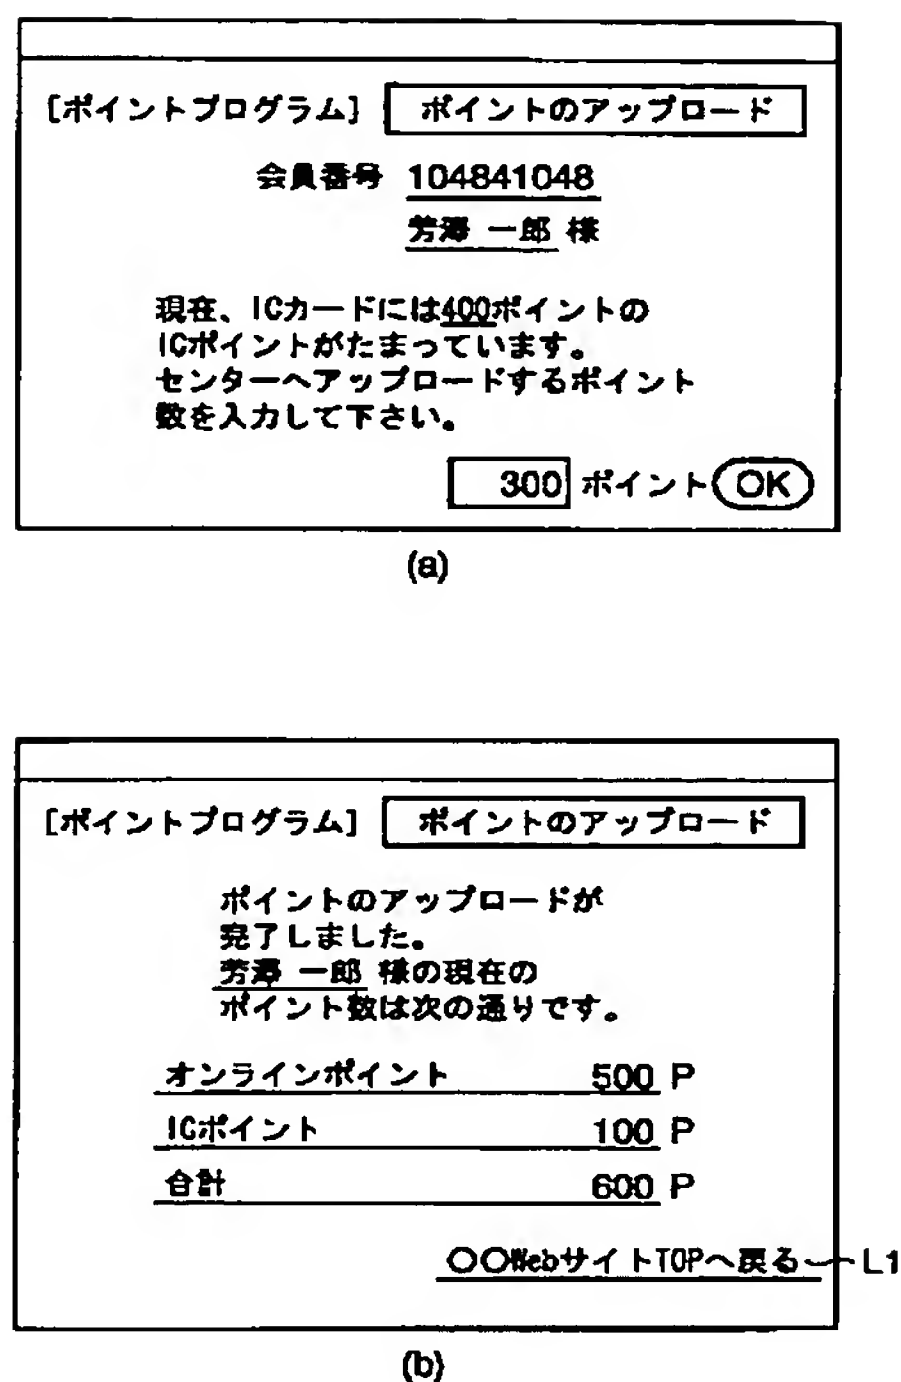 [ポイントプログラム] ポイントのアップロード
会員番号 104841048
芳澤 一郎 様
現在、ICカードには400ポイントの
ICポイントがたまっています。
センターへアップロードするポイント
数を入力して下さい。
300 ポイント OK
(a)
[ポイントプログラム] ポイントのアップロード
ポイントのアップロードが
完了しました。
芳澤 一郎 様の現在の
ポイント数は次の通りです。
オンラインポイント 500 P
ICポイント 100 P
合計 600 P
○○WebサイトTOPへ戻る L1
(b)